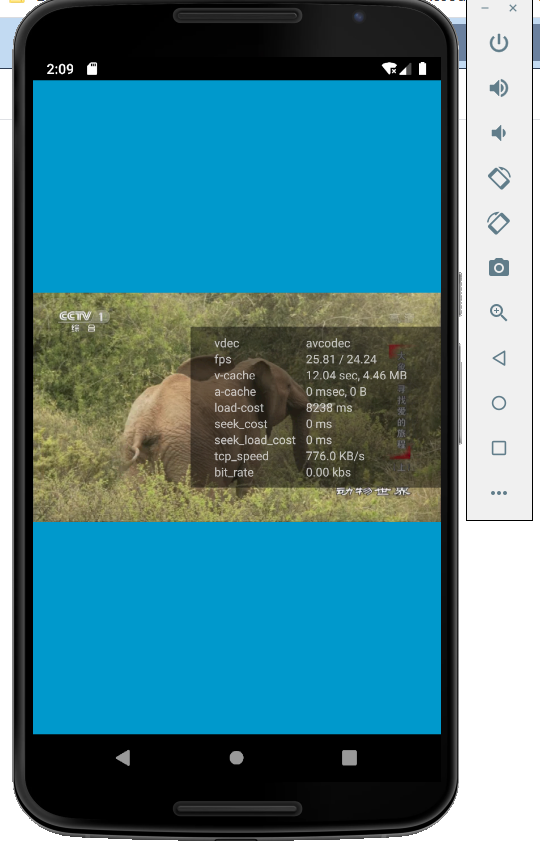 2:09
CCTV 1
综合
vdec avcodec
fps 25.81 / 24.24
v-cache 12.04 sec, 4.46 MB
a-cache 0 msec, 0 B
load-cost 8238 ms
seek_cost 0 ms
seek_load_cost 0 ms
tcp_speed 776.0 KB/s
bit_rate 0.00 kbs
寻找爱的旅程
动物世界